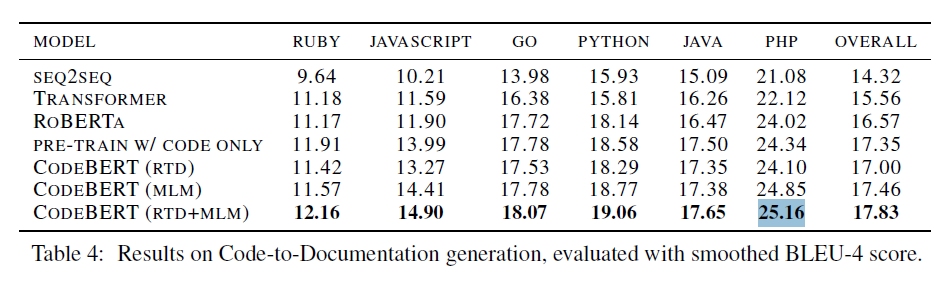 MODEL RUBY JAVASCRIPT GO PYTHON JAVA PHP OVERALL
SEQ2SEQ 9.64 10.21 13.98 15.93 15.09 21.08 14.32
TRANSFORMER 11.18 11.59 16.38 15.81 16.26 22.12 15.56
ROBERTA 11.17 11.90 17.72 18.14 16.47 24.02 16.57
PRE-TRAIN W/ CODE ONLY 11.91 13.99 17.78 18.58 17.50 24.34 17.35
CODEBERT (RTD) 11.42 13.27 17.53 18.29 17.35 24.10 17.00
CODEBERT (MLM) 11.57 14.41 17.78 18.77 17.38 24.85 17.46
CODEBERT (RTD+MLM) 12.16 14.90 18.07 19.06 17.65 25.16 17.83
Table 4: Results on Code-to-Documentation generation, evaluated with smoothed BLEU-4 score.